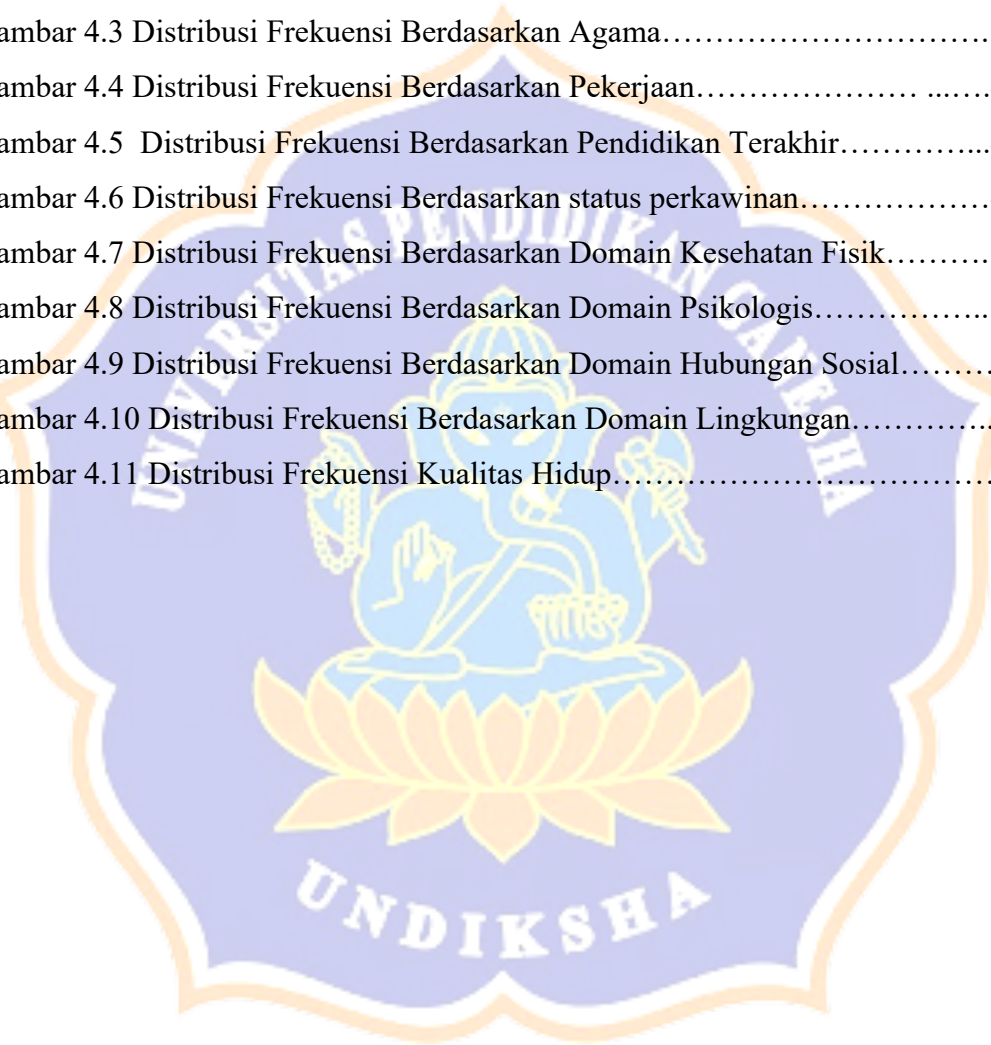 ambar 4.3 Distribusi Frekuensi Berdasarkan Agama………………………….
ambar 4.4 Distribusi Frekuensi Berdasarkan Pekerjaan………………… ...…..
ambar 4.5  Distribusi Frekuensi Berdasarkan Pendidikan Terakhir…………...
ambar 4.6 Distribusi Frekuensi Berdasarkan status perkawinan………………
ambar 4.7 Distribusi Frekuensi Berdasarkan Domain Kesehatan Fisik……….
ambar 4.8 Distribusi Frekuensi Berdasarkan Domain Psikologis……………..
ambar 4.9 Distribusi Frekuensi Berdasarkan Domain Hubungan Sosial………
ambar 4.10 Distribusi Frekuensi Berdasarkan Domain Lingkungan…………..
ambar 4.11 Distribusi Frekuensi Kualitas Hidup………………………………
UNIVERSITAS PENDIDIKAN GANESHA
UNDIKSHA